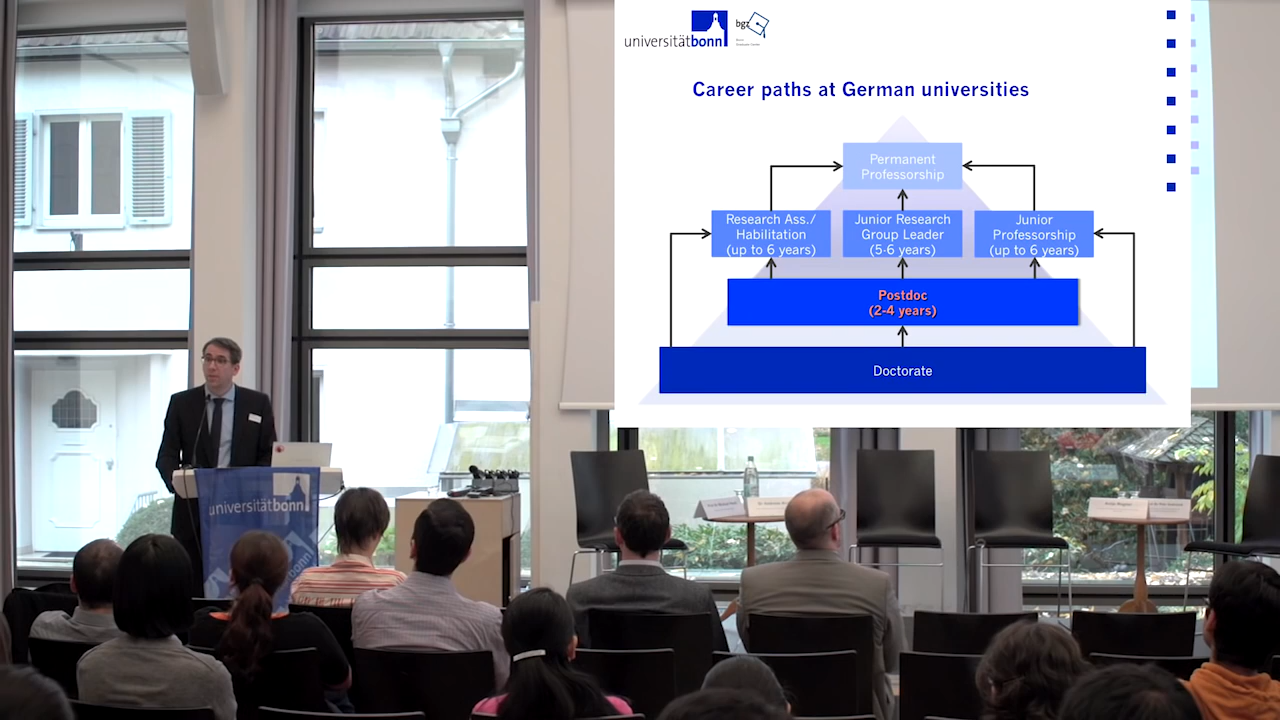 universitätbonn
bgz
Career paths at German universities
Permanent
Professorship
Research Ass./
Habilitation
(up to 6 years)
Junior Research
Group Leader
(5-6 years)
Junior
Professorship
(up to 6 years)
Postdoc
(2-4 years)
Doctorate
universitätbonn